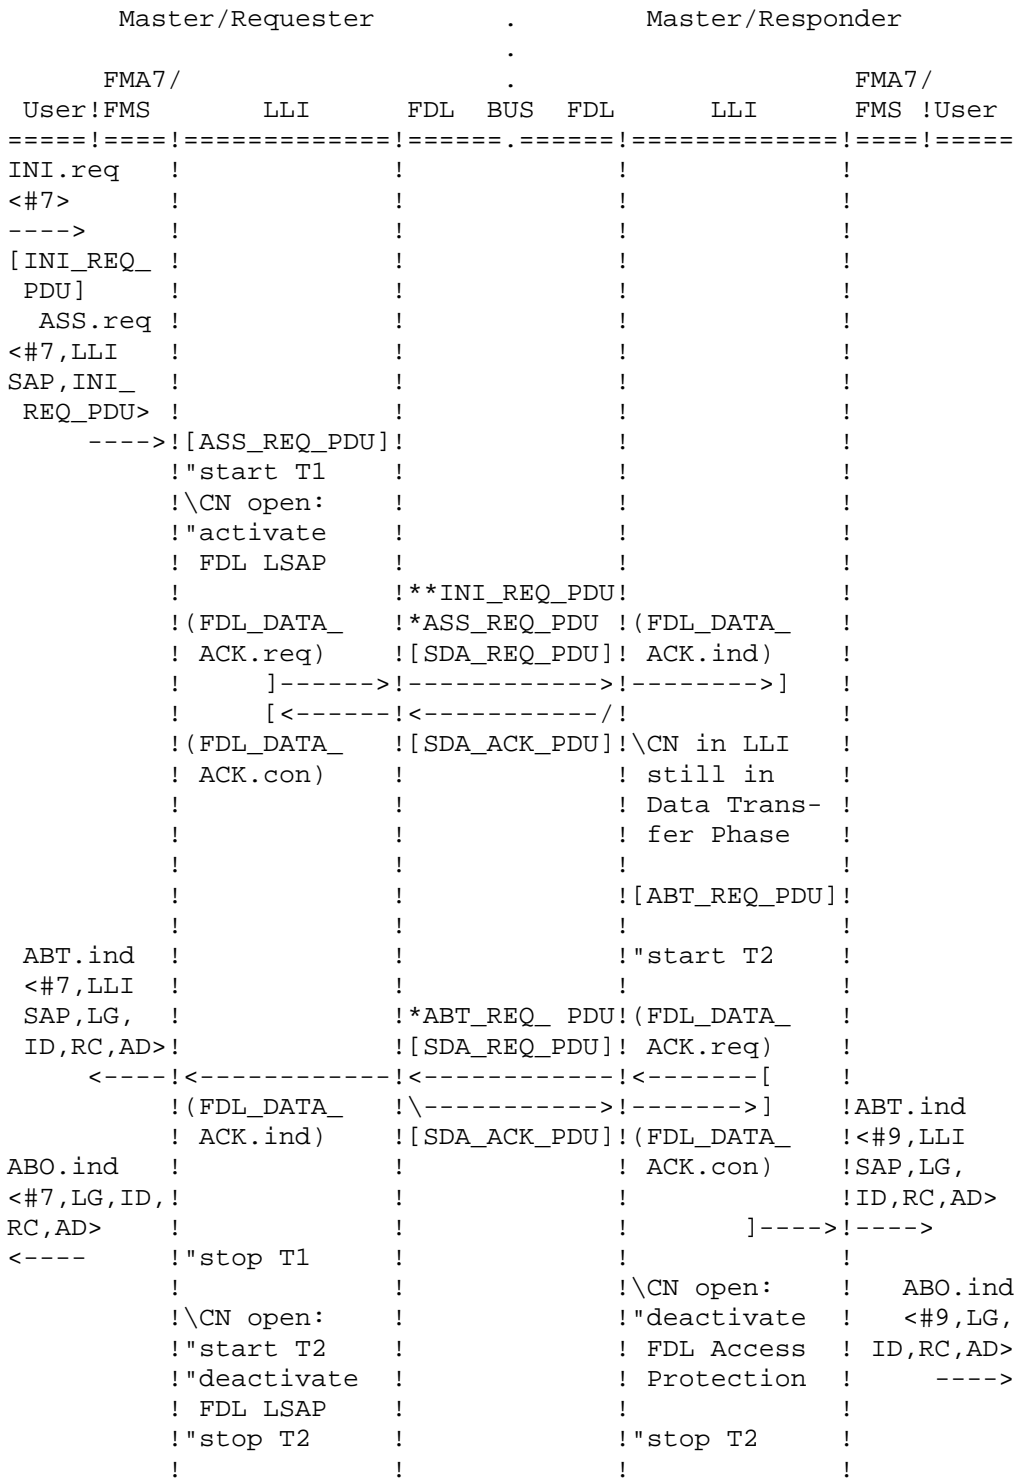 Master/Requester        .        Master/Responder
                               .
      FMA7/                    .                      FMA7/
 User!FMS       LLI      FDL  BUS  FDL      LLI       FMS !User
=====!====!=============!======.======!=============!====!=====
INI.req   !             !             !             !
<#7>      !             !             !             !
---->     !             !             !             !
[INI_REQ_ !             !             !             !
 PDU]     !             !             !             !
  ASS.req !             !             !             !
<#7,LLI   !             !             !             !
SAP,INI_  !             !             !             !
 REQ_PDU> !             !             !             !
     ---->![ASS_REQ_PDU]!             !             !
          !"start T1    !             !             !
          !\CN open:    !             !             !
          !"activate    !             !             !
          ! FDL LSAP    !             !             !
          !             !**INI_REQ_PDU!             !
          !(FDL_DATA_   !*ASS_REQ_PDU !(FDL_DATA_   !
          ! ACK.req)    ![SDA_REQ_PDU]! ACK.ind)    !
          !     ]------>!------------>!-------->]   !
          !     [<------!<-----------/!             !
          !(FDL_DATA_   ![SDA_ACK_PDU]!\CN in LLI   !
          ! ACK.con)    !             ! still in    !
          !             !             ! Data Trans- !
          !             !             ! fer Phase   !
          !             !             !             !
          !             !             ![ABT_REQ_PDU]!
          !             !             !             !
 ABT.ind  !             !             !"start T2    !
 <#7,LLI  !             !             !             !
 SAP,LG,  !             !*ABT_REQ_ PDU!(FDL_DATA_   !
 ID,RC,AD>!             ![SDA_REQ_PDU]! ACK.req)    !
     <----!<------------!<------------!<-------[    !
          !(FDL_DATA_   !\----------->!------->]    !ABT.ind
          ! ACK.ind)    ![SDA_ACK_PDU]!(FDL_DATA_   !<#9,LLI
ABO.ind   !             !             ! ACK.con)    !SAP,LG,
<#7,LG,ID,!             !             !             !ID,RC,AD>
RC,AD>    !             !             !       ]---->!---->
<----     !"stop T1     !             !             !
          !             !             !\CN open:    !   ABO.ind
          !\CN open:    !             !"deactivate  !   <#9,LG,
          !"start T2    !             ! FDL Access  ! ID,RC,AD>
          !"deactivate  !             ! Protection  !     ---->
          ! FDL LSAP    !             !             !
          !"stop T2     !             !"stop T2     !
          !             !             !             !